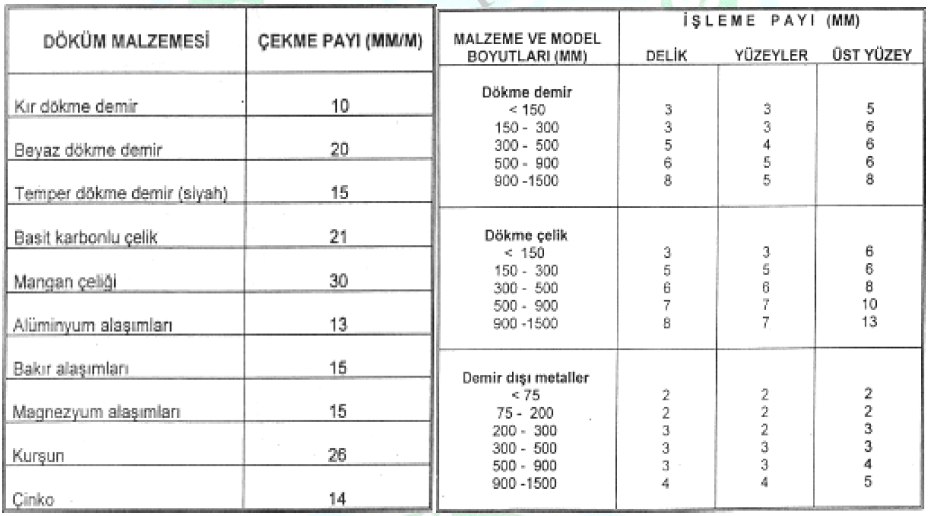 DÖKÜM MALZEMESİ ÇEKME PAYI (MM/M)
Kır dökme demir 10
Beyaz dökme demir 20
Temper dökme demir (siyah) 15
Basit karbonlu çelik 21
Mangan çeliği 30
Alüminyum alaşımları 13
Bakır alaşımları 15
Magnezyum alaşımları 15
Kurşun 26
Çinko 14
İŞLEME PAYI (MM)
MALZEME VE MODEL
BOYUTLARI (MM) DELİK YÜZEYLER ÜST YÜZEY
Dökme demir
< 150 3 3 5
150 - 300 3 3 6
300 - 500 5 4 6
500 - 900 6 5 6
900 -1500 8 5 8
Dökme çelik
< 150 3 3 6
150 - 300 5 5 6
300 - 500 6 6 8
500 - 900 7 7 10
900 -1500 8 7 13
Demir dışı metaller
< 75 2 2 2
75 - 200 2 2 2
200 - 300 3 2 3
300 - 500 3 3 3
500 - 900 3 3 4
900 -1500 4 4 5